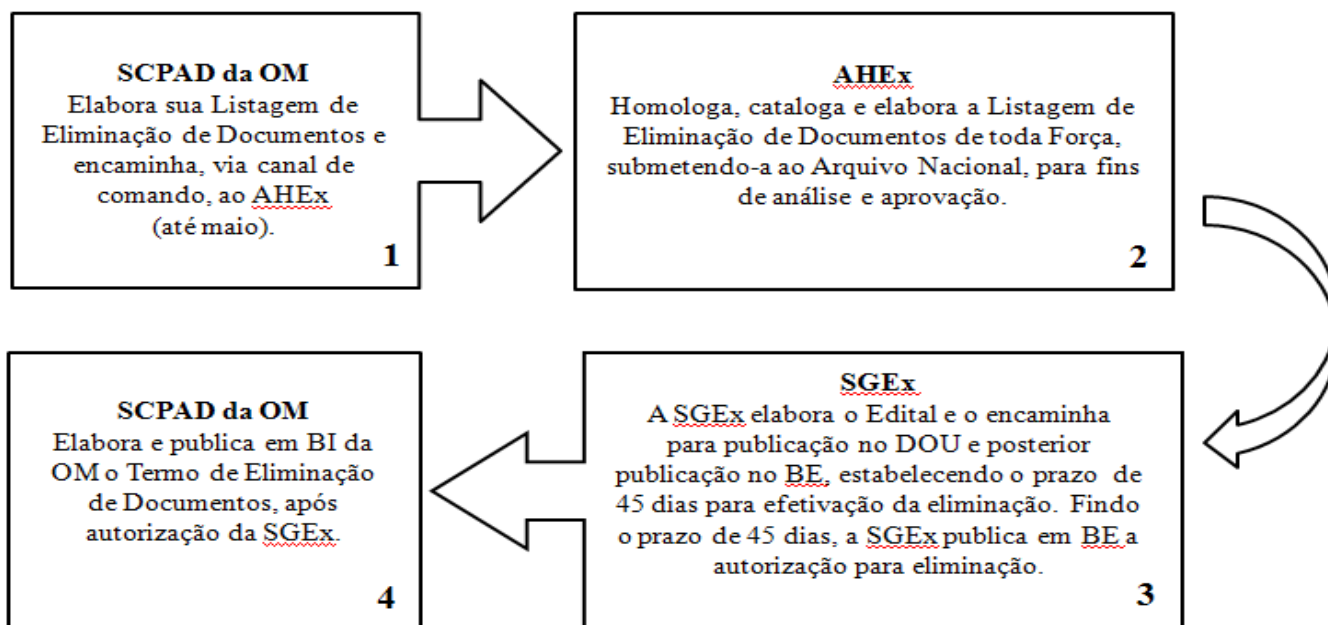 SCPAD da OM
Elabora sua Listagem de
Eliminação de Documentos e
encaminha, via canal de
comando, ao AHEx
(até maio).
1
AHEx
Homologa, cataloga e elabora a Listagem de
Eliminação de Documentos de toda Força,
submetendo-a ao Arquivo Nacional, para fins
de análise e aprovação.
2
SGEx
A SGEx elabora o Edital e o encaminha
para publicação no DOU e posterior
publicação no BE, estabelecendo o prazo de
45 dias para efetivação da eliminação. Findo
o prazo de 45 dias, a SGEx publica em BE a
autorização para eliminação.
3
SCPAD da OM
Elabora e publica em BI da
OM o Termo de Eliminação
de Documentos, após
autorização da SGEx.
4